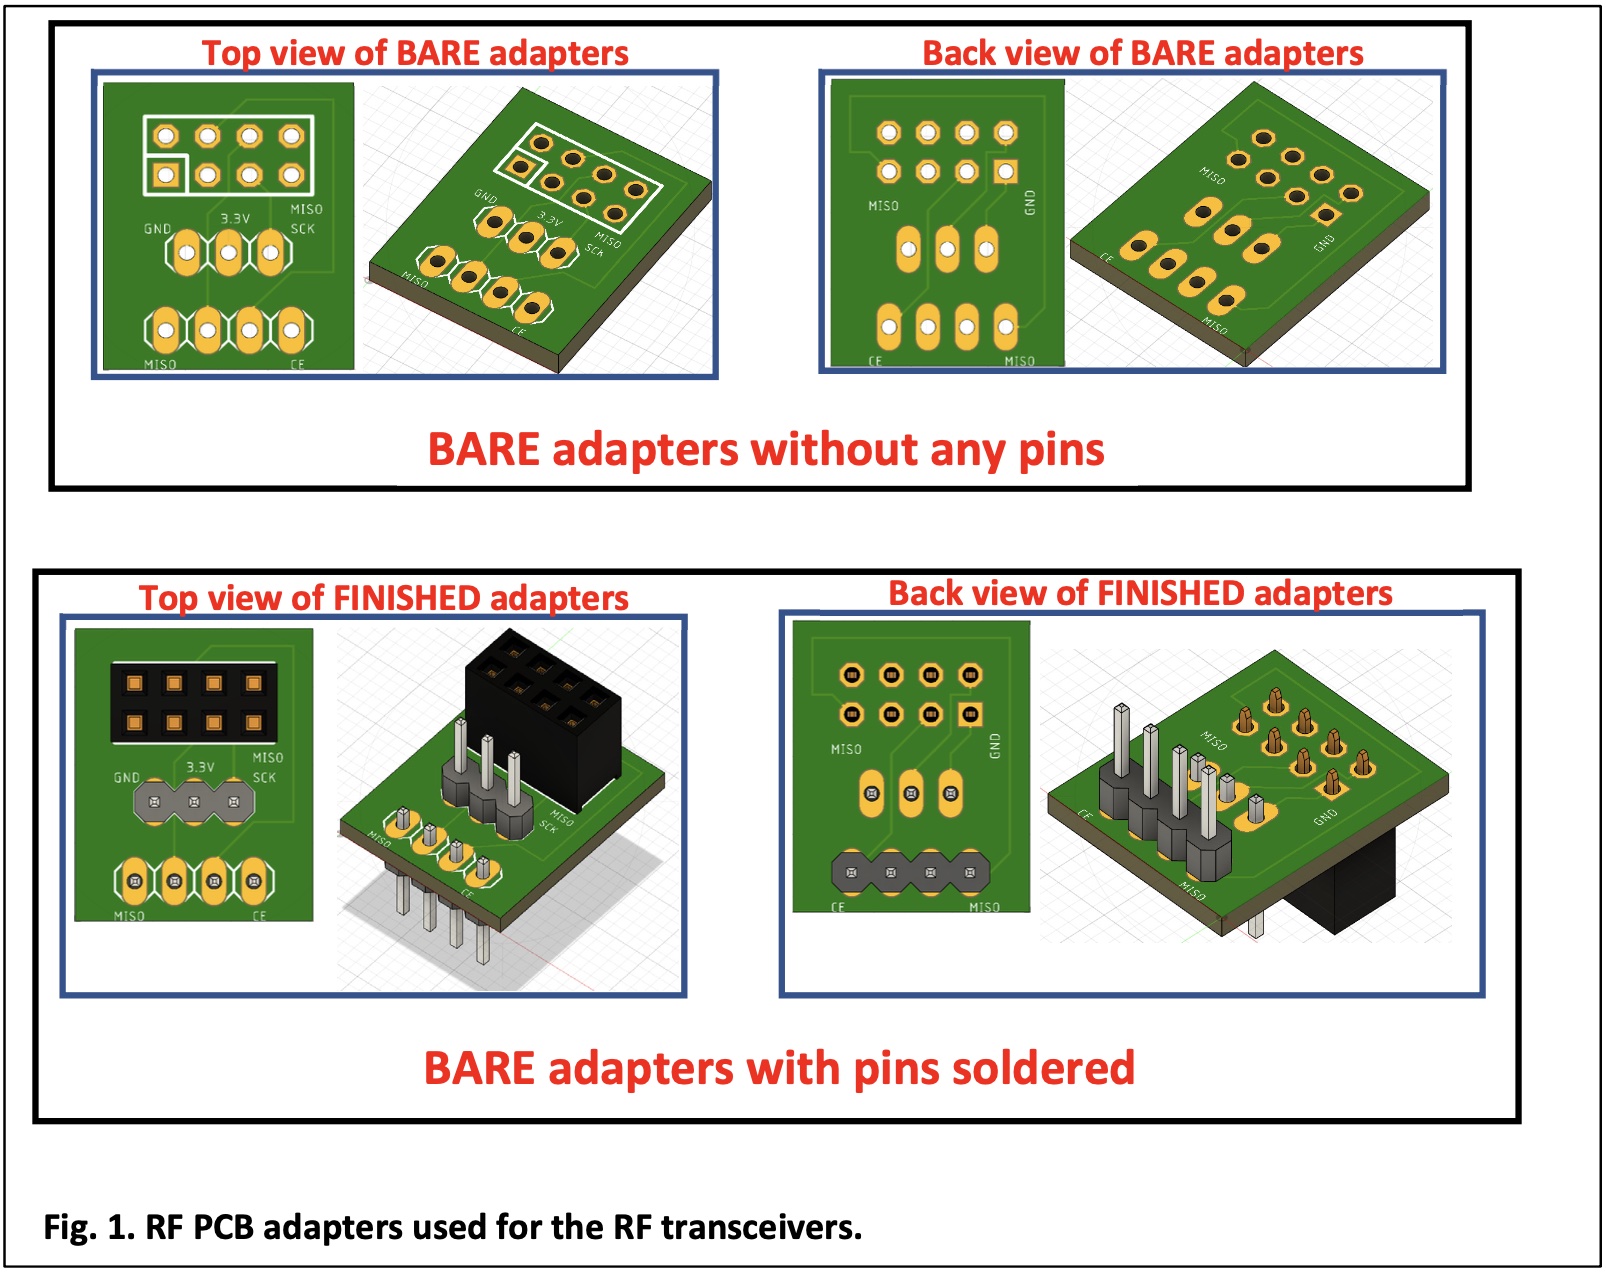 Top view of BARE adapters
Back view of BARE adapters
MISO
3.3V
GND
SCK
MISO
CE
GND
3.3V
MISO
SCK
MISO
CE
MISO
GND
CE
MISO
MISO
GND
CE
MISO
BARE adapters without any pins
Top view of FINISHED adapters
Back view of FINISHED adapters
MISO
3.3V
GND
SCK
MISO
CE
MISO
SCK
MISO
CE
MISO
GND
CE
MISO
MISO
GND
CE
MISO
BARE adapters with pins soldered
Fig. 1. RF PCB adapters used for the RF transceivers.